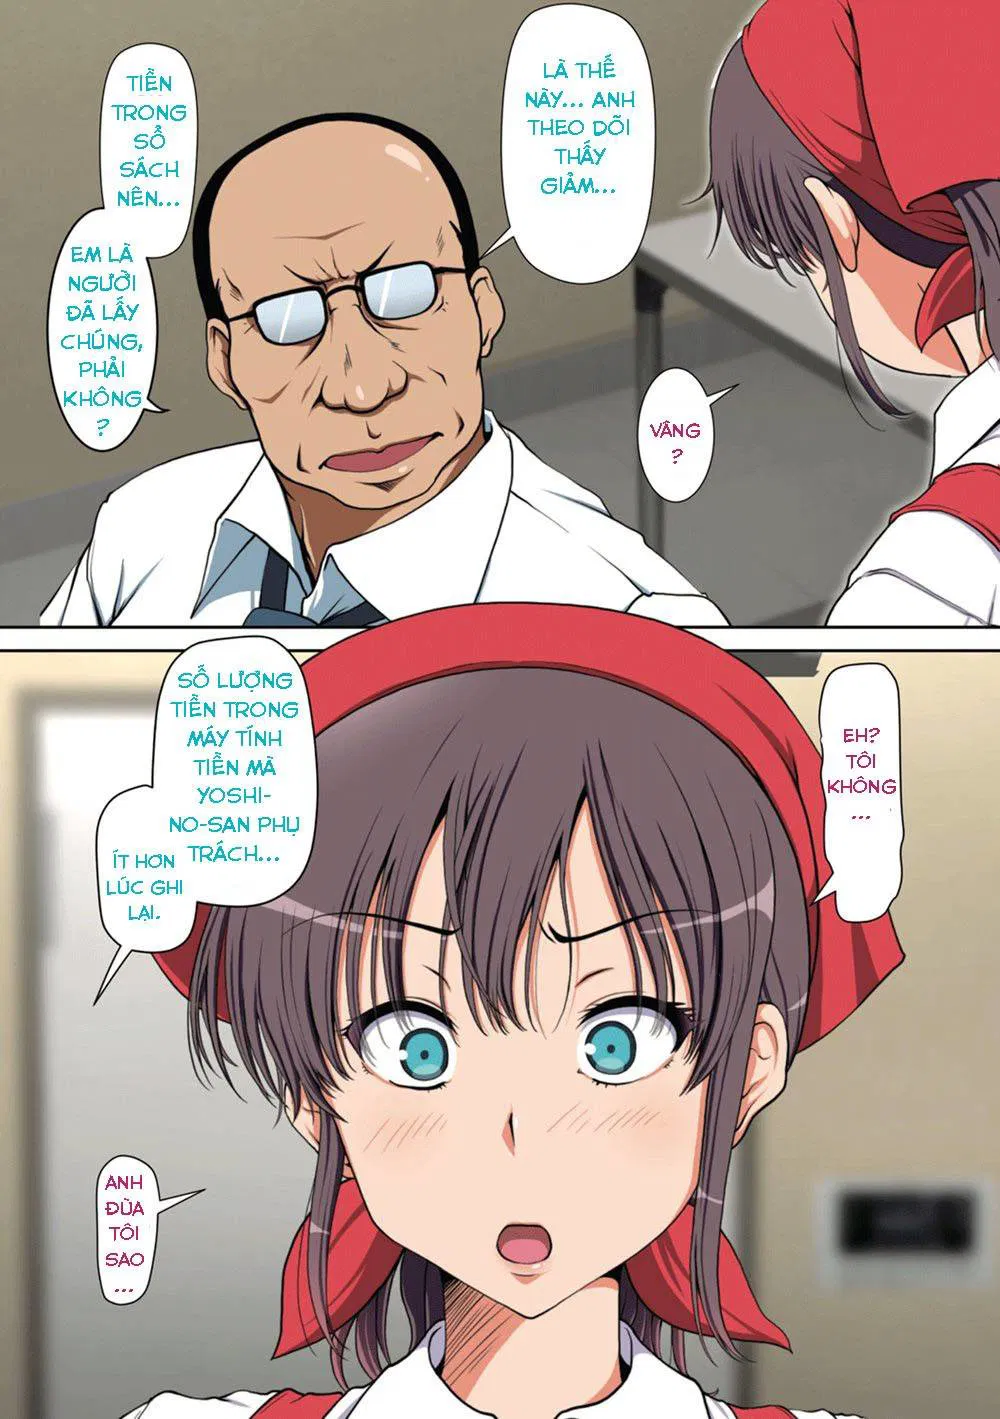 LÀ THẾ
NÀY... ANH
THEO DÕI
THẤY
GIẢM...
TIỀN
TRONG
SỔ
SÁCH
NÊN...
EM LÀ
NGƯỜI
ĐÃ LẤY
CHÚNG,
PHẢI
KHÔNG
?
VÂNG
?
EH?
TÔI
KHÔNG
...
SỐ LƯỢNG
TIỀN TRONG
MÁY TÍNH
TIỀN MÀ
YOSHI-
NO-SAN PHỤ
TRÁCH...
ÍT HƠN
LÚC GHI
LẠI.
ANH
ĐÙA
TÔI
SAO
...